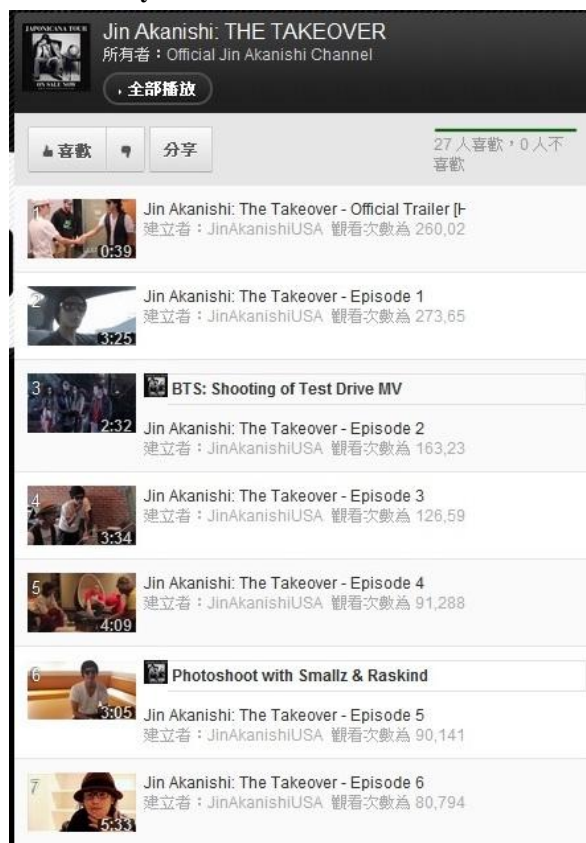 JAPONICANA TOUR
ON SALE NOW
Jin Akanishi: THE TAKEOVER
所有者：Official Jin Akanishi Channel
全部播放
喜歡
分享
27 人喜歡，0 人不
喜歡
1
0:39
Jin Akanishi: The Takeover - Official Trailer [H
建立者：JinAkanishiUSA 觀看次數為 260,02
2
3:25
Jin Akanishi: The Takeover - Episode 1
建立者：JinAkanishiUSA 觀看次數為 273,65
3
2:32
BTS: Shooting of Test Drive MV
Jin Akanishi: The Takeover - Episode 2
建立者：JinAkanishiUSA 觀看次數為 163,23
4
3:34
Jin Akanishi: The Takeover - Episode 3
建立者：JinAkanishiUSA 觀看次數為 126,59
5
4:09
Jin Akanishi: The Takeover - Episode 4
建立者：JinAkanishiUSA 觀看次數為 91,288
6
3:05
Photoshoot with Smallz & Raskind
Jin Akanishi: The Takeover - Episode 5
建立者：JinAkanishiUSA 觀看次數為 90,141
7
5:33
Jin Akanishi: The Takeover - Episode 6
建立者：JinAkanishiUSA 觀看次數為 80,794